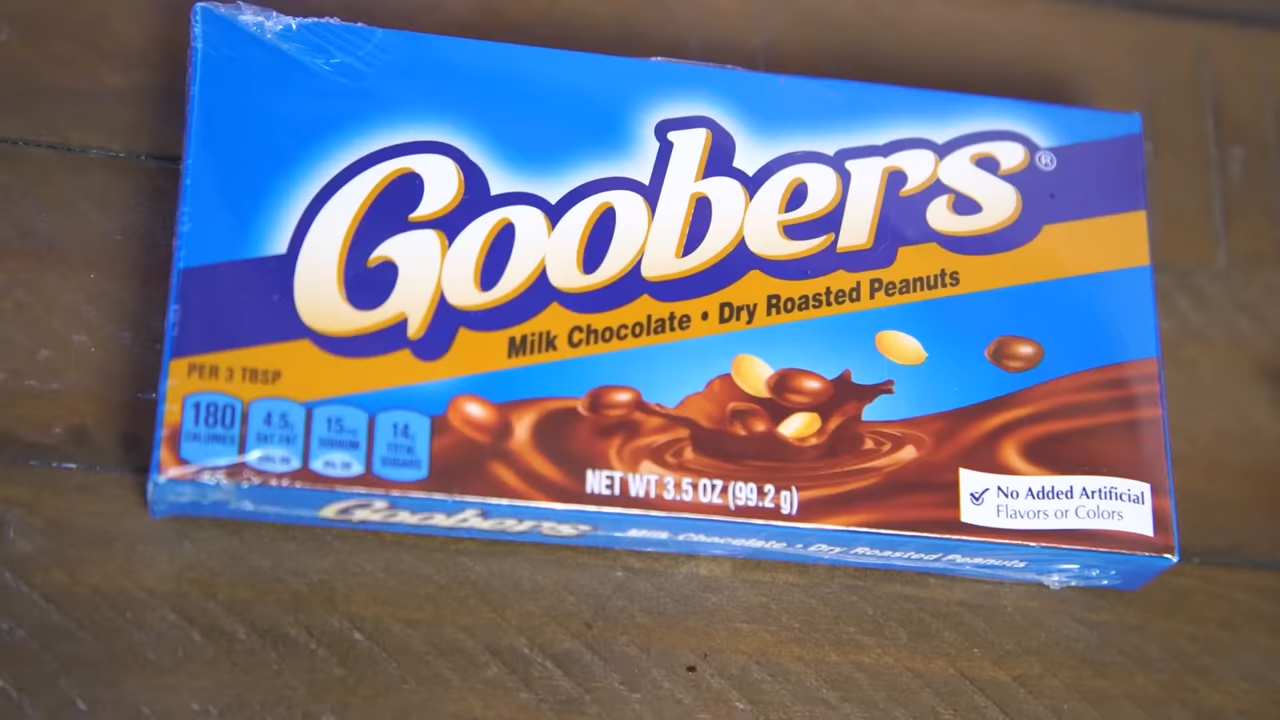 Goobers®
Milk Chocolate • Dry Roasted Peanuts
PER 3 TBSP
180 CALORIES
4.5g SAT FAT
15mg SODIUM
14g TOTAL SUGARS
NET WT 3.5 OZ (99.2 g)
No Added Artificial
Flavors or Colors
Goobers
Milk Chocolate • Dry Roasted Peanuts